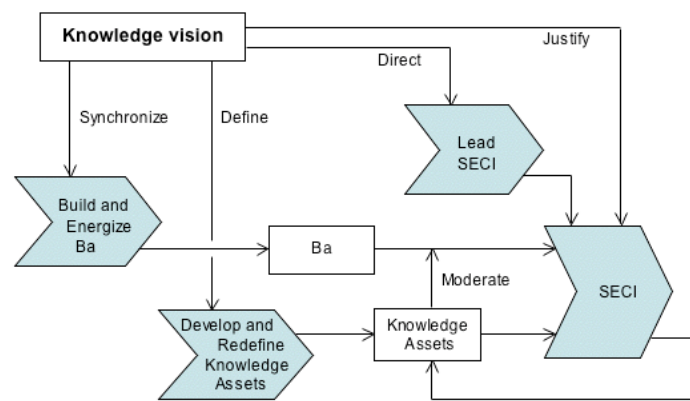 Knowledge vision
Justify
Direct
Synchronize
Define
Lead
SECI
Build and
Energize
Ba
Ba
Moderate
SECI
Develop and
Redefine
Knowledge
Assets
Knowledge
Assets